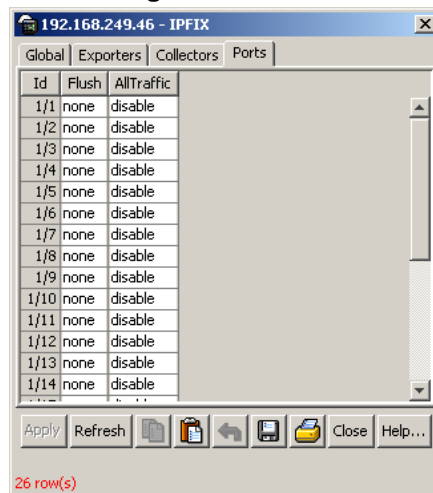 192.168.249.46 - IPFIX
Global Exporters Collectors Ports
Id Flush AllTraffic
1/1 none disable
1/2 none disable
1/3 none disable
1/4 none disable
1/5 none disable
1/6 none disable
1/7 none disable
1/8 none disable
1/9 none disable
1/10 none disable
1/11 none disable
1/12 none disable
1/13 none disable
1/14 none disable
Apply Refresh Close Help...
26 row(s)